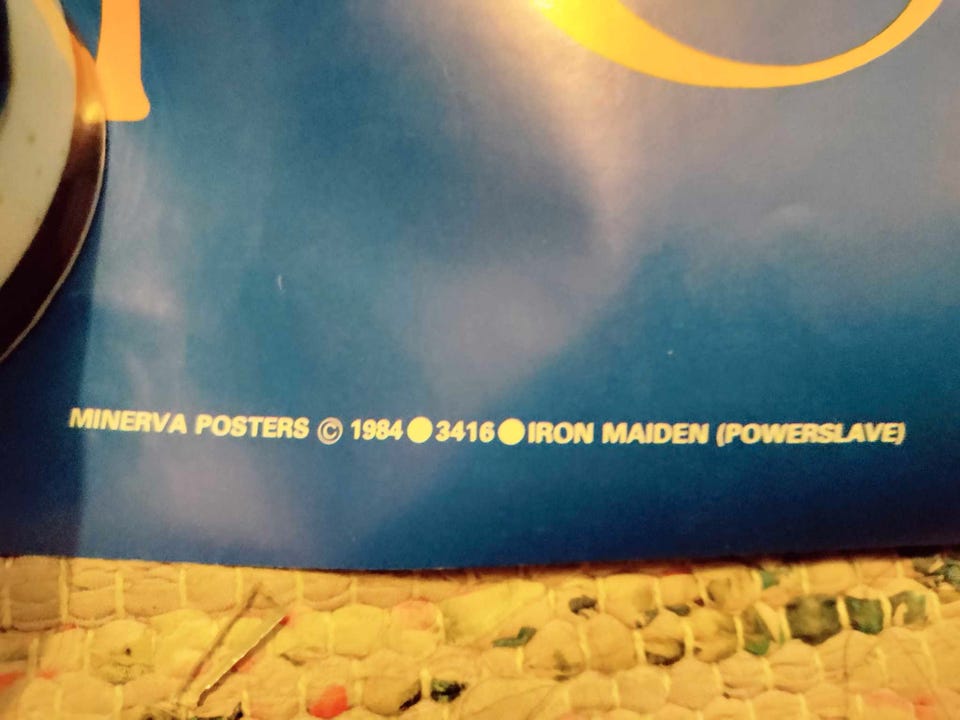 MINERVA POSTERS © 1984●3416●IRON MAIDEN (POWERSLAVE)